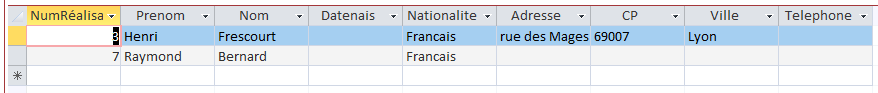 NumRéalisa Prenom Nom Datenais Nationalite Adresse CP Ville Telephone
3 Henri Frescourt Francais rue des Mages 69007 Lyon
7 Raymond Bernard Francais